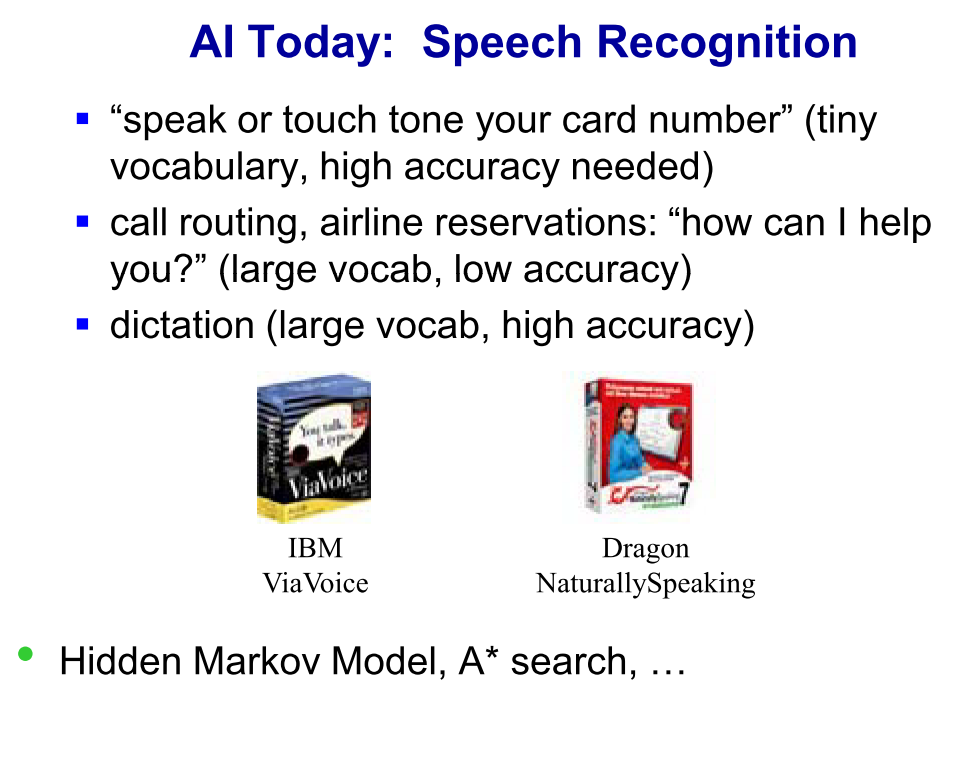 AI Today: Speech Recognition
“speak or touch tone your card number” (tiny
vocabulary, high accuracy needed)
call routing, airline reservations: “how can I help
you?” (large vocab, low accuracy)
dictation (large vocab, high accuracy)
You talk,
it types.
ViaVoice
NaturallySpeaking
7
IBM
ViaVoice
Dragon
NaturallySpeaking
Hidden Markov Model, A* search, …